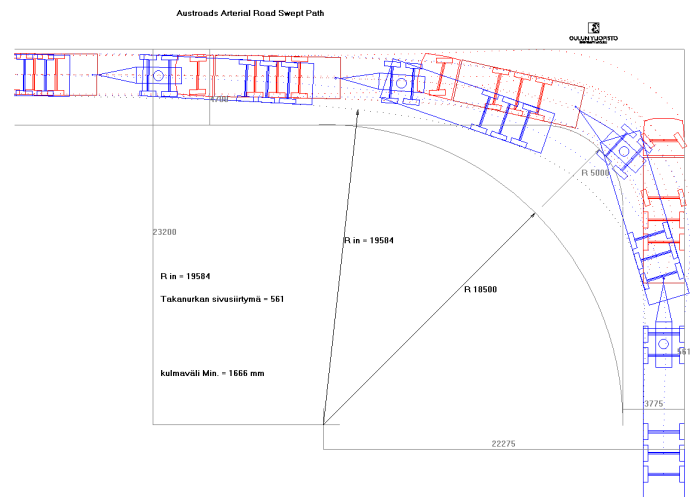 Austroads Arterial Road Swept Path
OULUN YLIOPISTO
4700
R 5000
23200
R in = 19584
R in = 19584
R 18500
Takanurkan sivusiirtymä = 561
561
kulmaväli Min. = 1666 mm
3775
22275